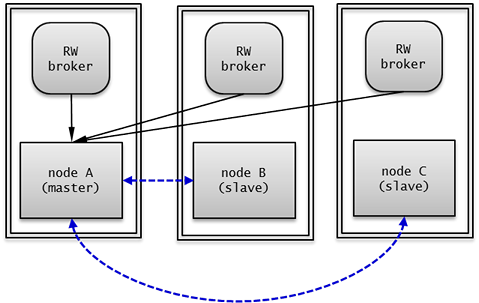 RW
broker
RW
broker
RW
broker
node A
(master)
node B
(slave)
node C
(slave)